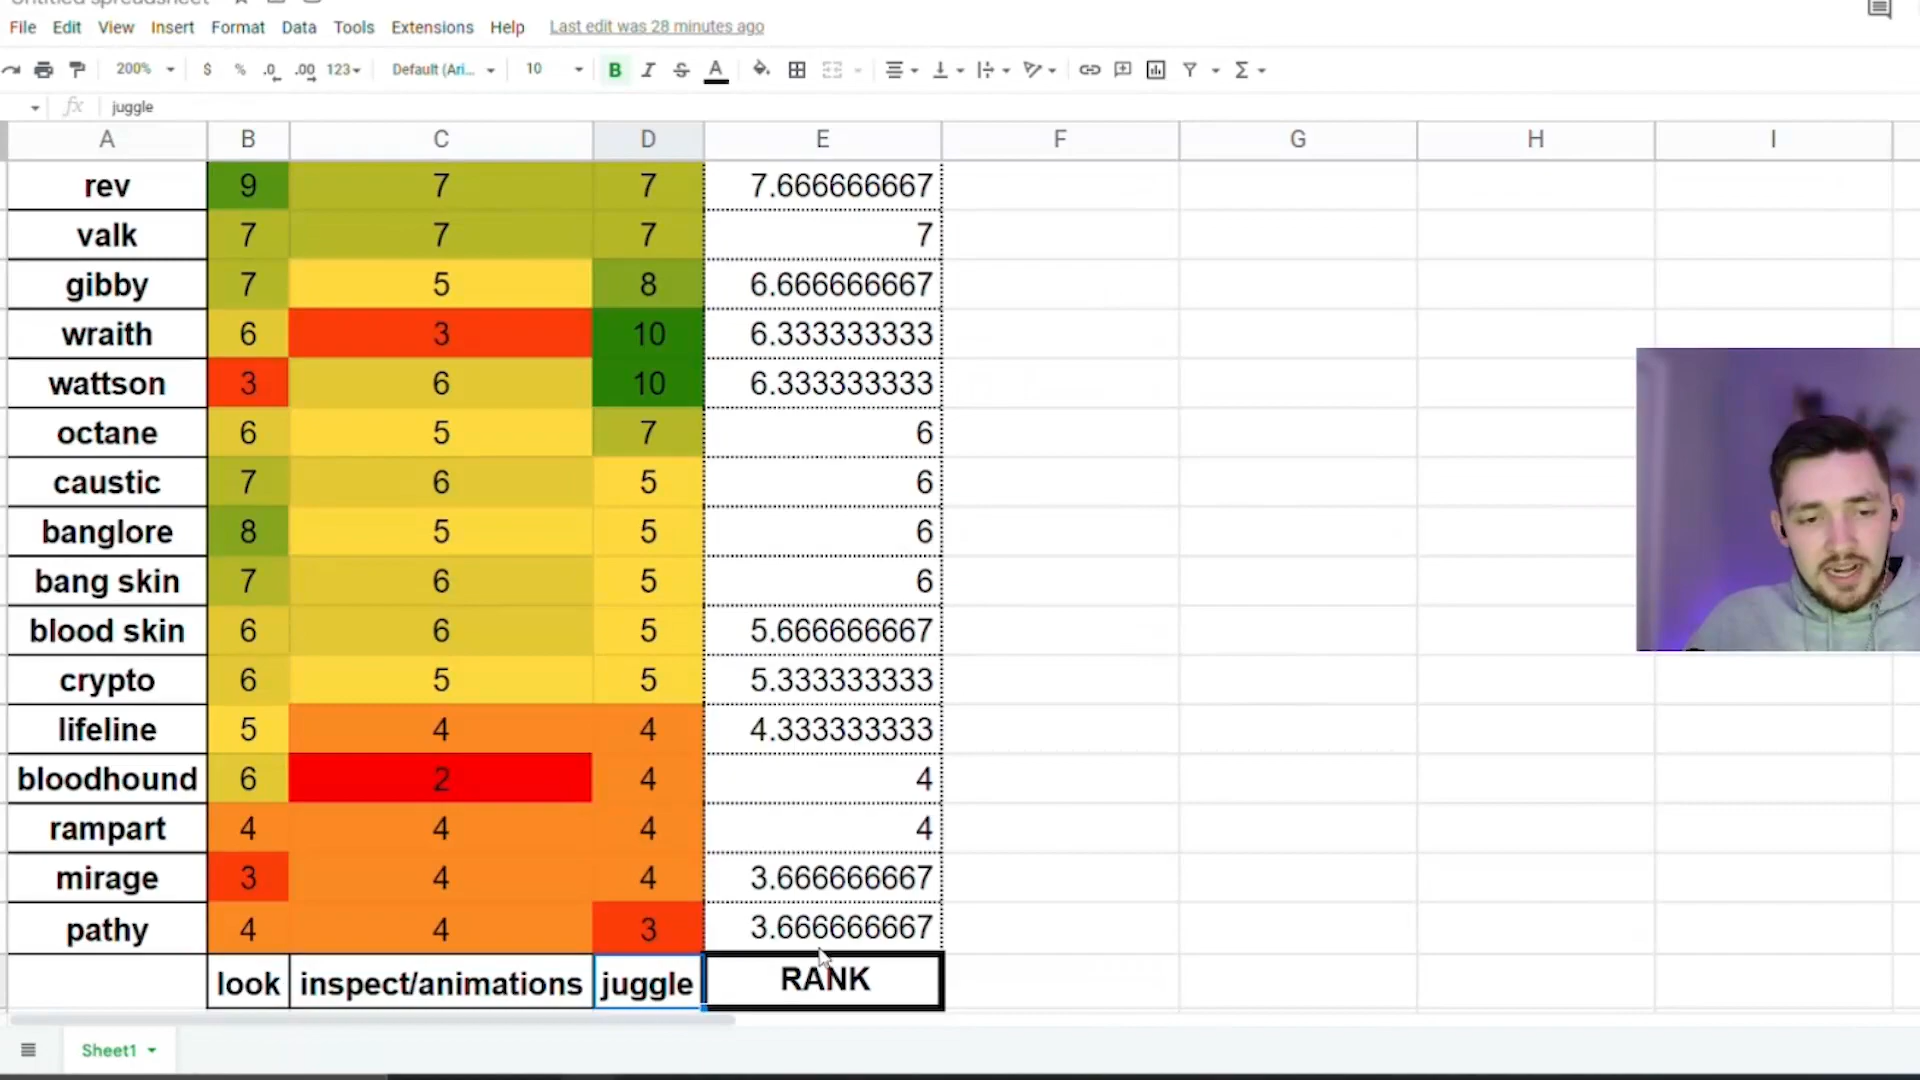 Untitled spreadsheet
File Edit View Insert Format Data Tools Extensions Help Last edit was 28 minutes ago
200% $ % .0 .00 123 Default (Ari... 10 B I S A Σ
fx juggle
A B C D E F G H I
rev 9 7 7 7.666666667
valk 7 7 7 7
gibby 7 5 8 6.666666667
wraith 6 3 10 6.333333333
wattson 3 6 10 6.333333333
octane 6 5 7 6
caustic 7 6 5 6
banglore 8 5 5 6
bang skin 7 6 5 6
blood skin 6 6 5 5.666666667
crypto 6 5 5 5.333333333
lifeline 5 4 4 4.333333333
bloodhound 6 2 4 4
rampart 4 4 4 4
mirage 3 4 4 3.666666667
pathy 4 4 3 3.666666667
look inspect/animations juggle RANK
Sheet1